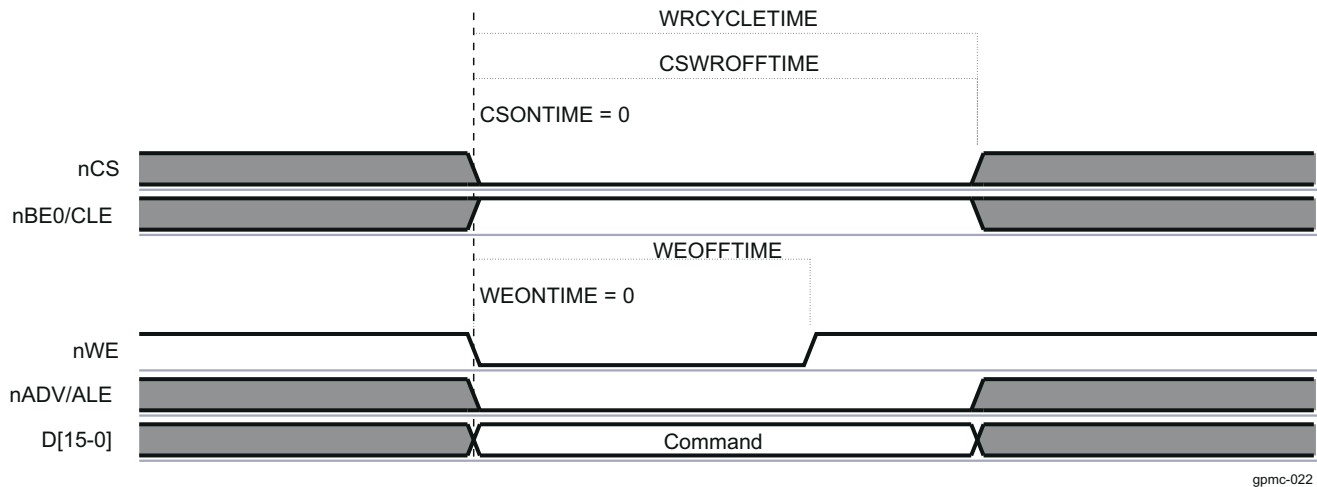 WRCYCLETIME
CSWROFFTIME
CSONTIME = 0
nCS
nBE0/CLE
WEOFFTIME
WEONTIME = 0
nWE
nADV/ALE
D[15-0]
Command
gpmc-022